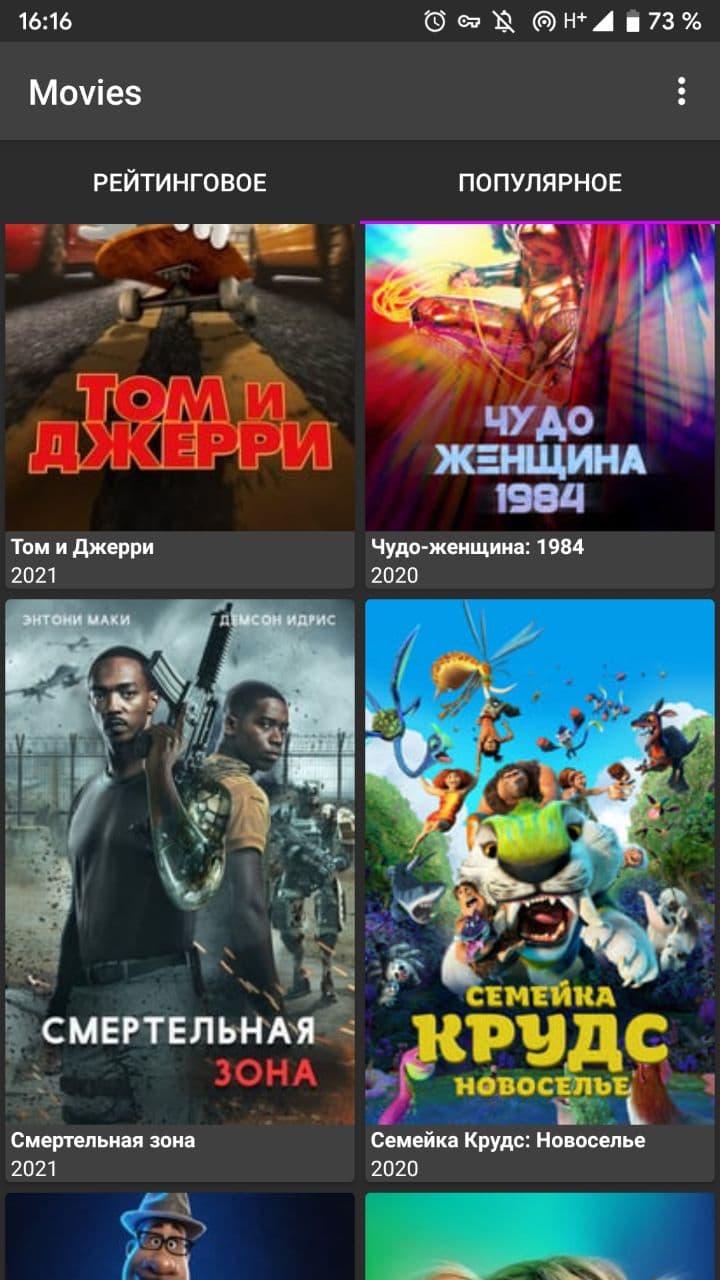 16:16
H+ 73 %
Movies
РЕЙТИНГОВОЕ
ПОПУЛЯРНОЕ
ТОМ И
ДЖЕРРИ
Том и Джерри
2021
ЧУДО
ЖЕНЩИНА
1984
Чудо-женщина: 1984
2020
ЭНТОНИ МАКИ
ДЕМСОН ИДРИС
СМЕРТЕЛЬНАЯ
ЗОНА
Смертельная зона
2021
СЕМЕЙКА
КРУДС
НОВОСЕЛЬЕ
Семейка Крудс: Новоселье
2020